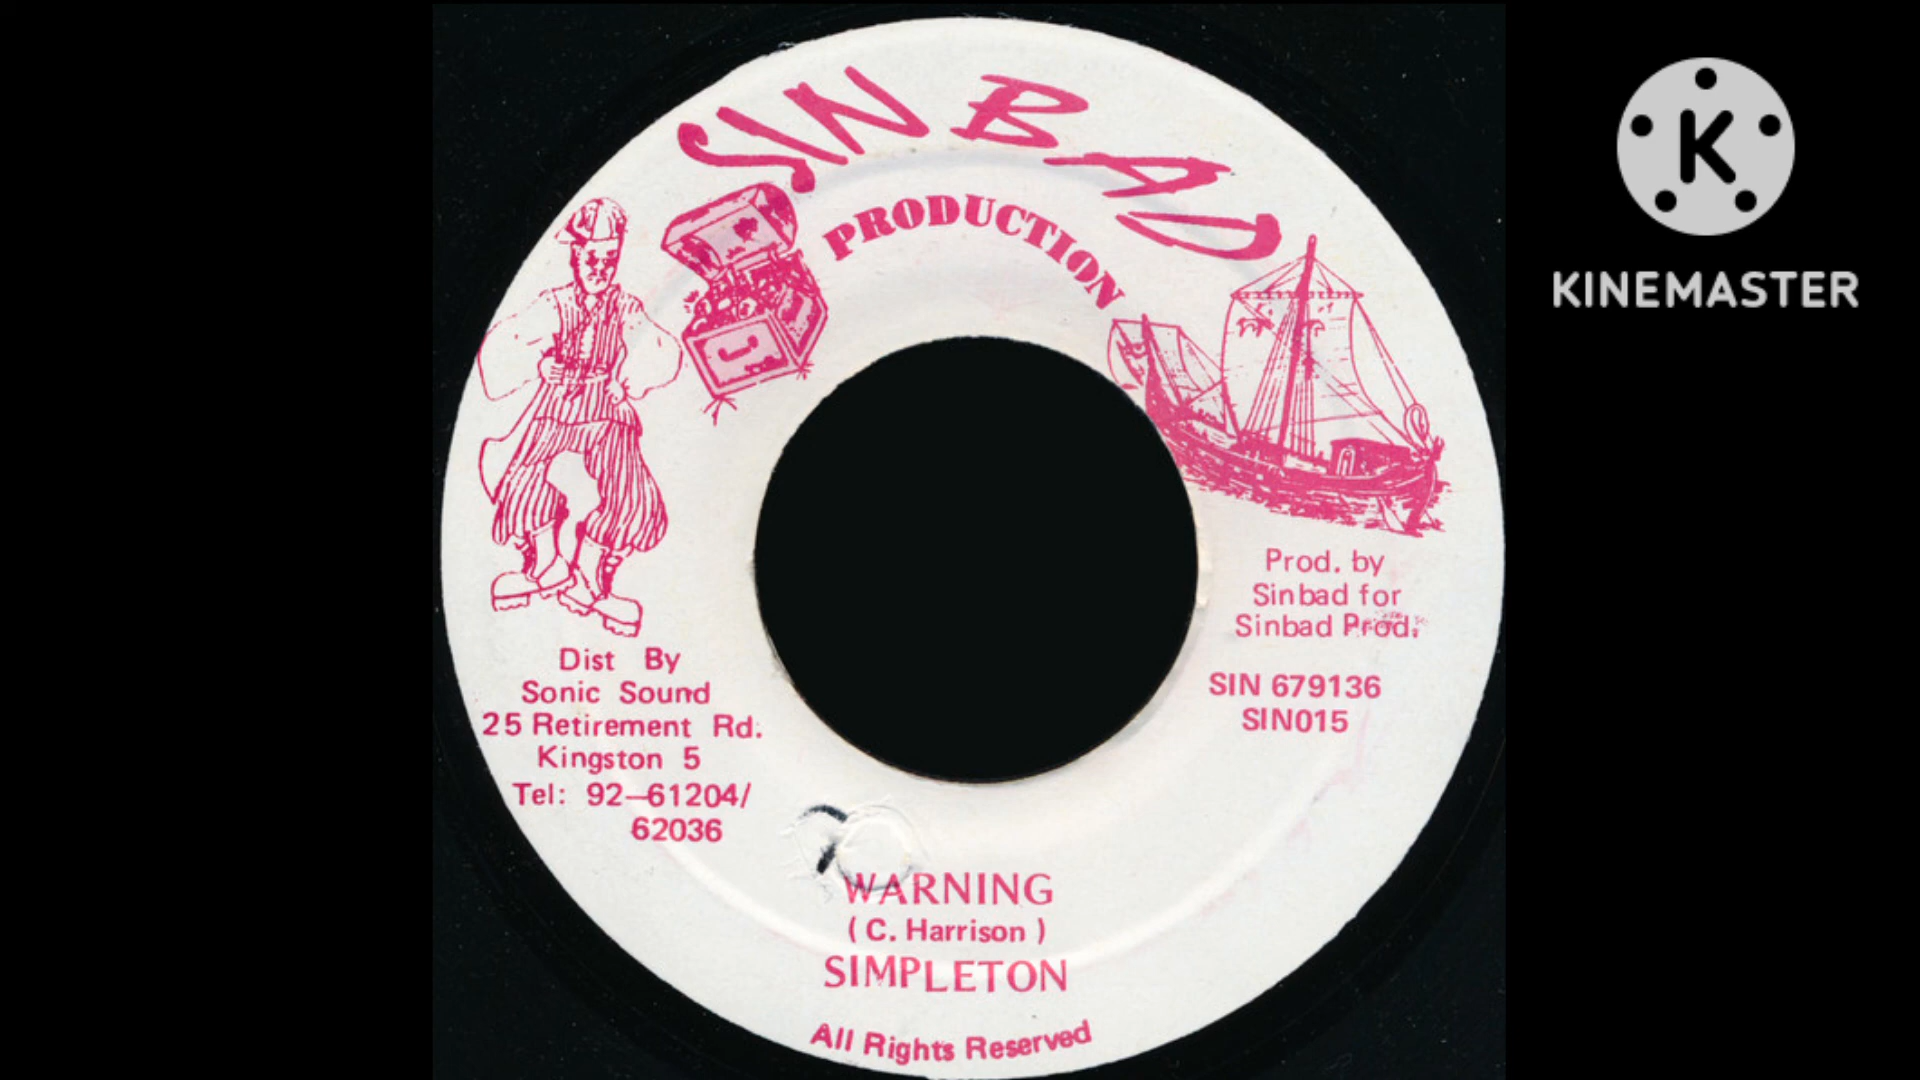 SINBAD
PRODUCTION
K
KINEMASTER
Prod. by
Sinbad for
Sinbad Prod.
SIN 679136
SIN015
Dist By
Sonic Sound
25 Retirement Rd.
Kingston 5
Tel: 92-61204/
62036
WARNING
( C. Harrison )
SIMPLETON
All Rights Reserved